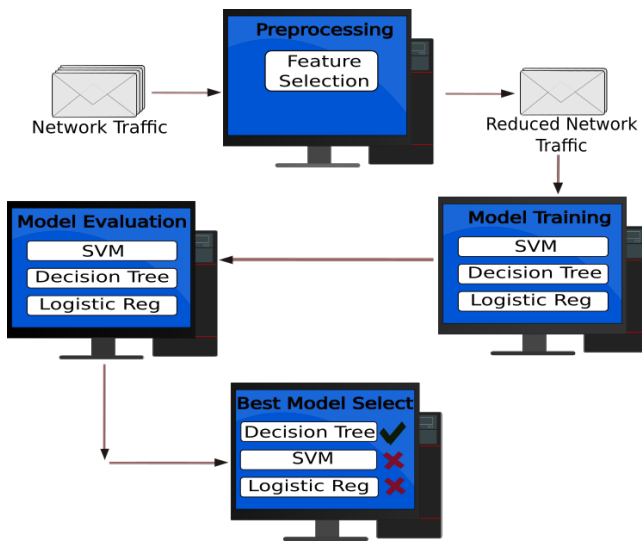 Preprocessing
Feature
Selection
Network Traffic
Reduced Network
Traffic
Model Evaluation
SVM
Decision Tree
Logistic Reg
Model Training
SVM
Decision Tree
Logistic Reg
Best Model Select
Decision Tree
SVM
Logistic Reg